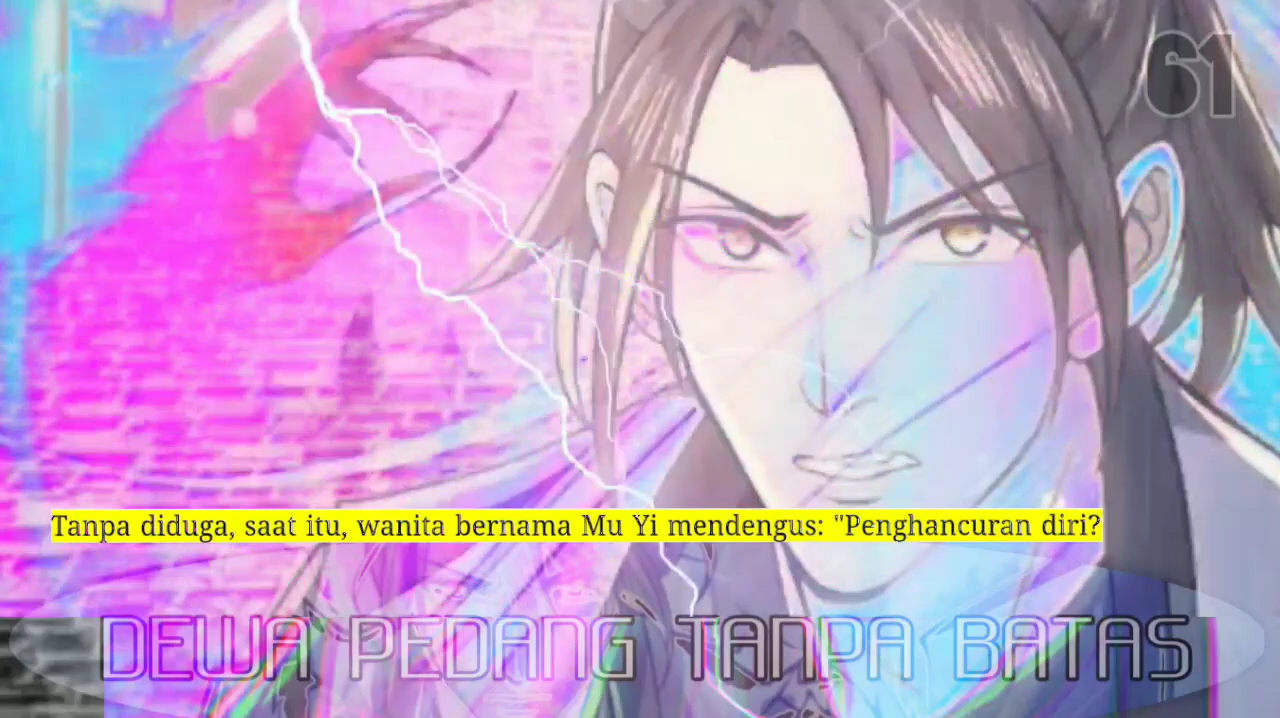 61
Tanpa diduga, saat itu, wanita bernama Mu Yi mendengus: "Penghancuran diri?
DEWA PEDANG TANPA BATAS